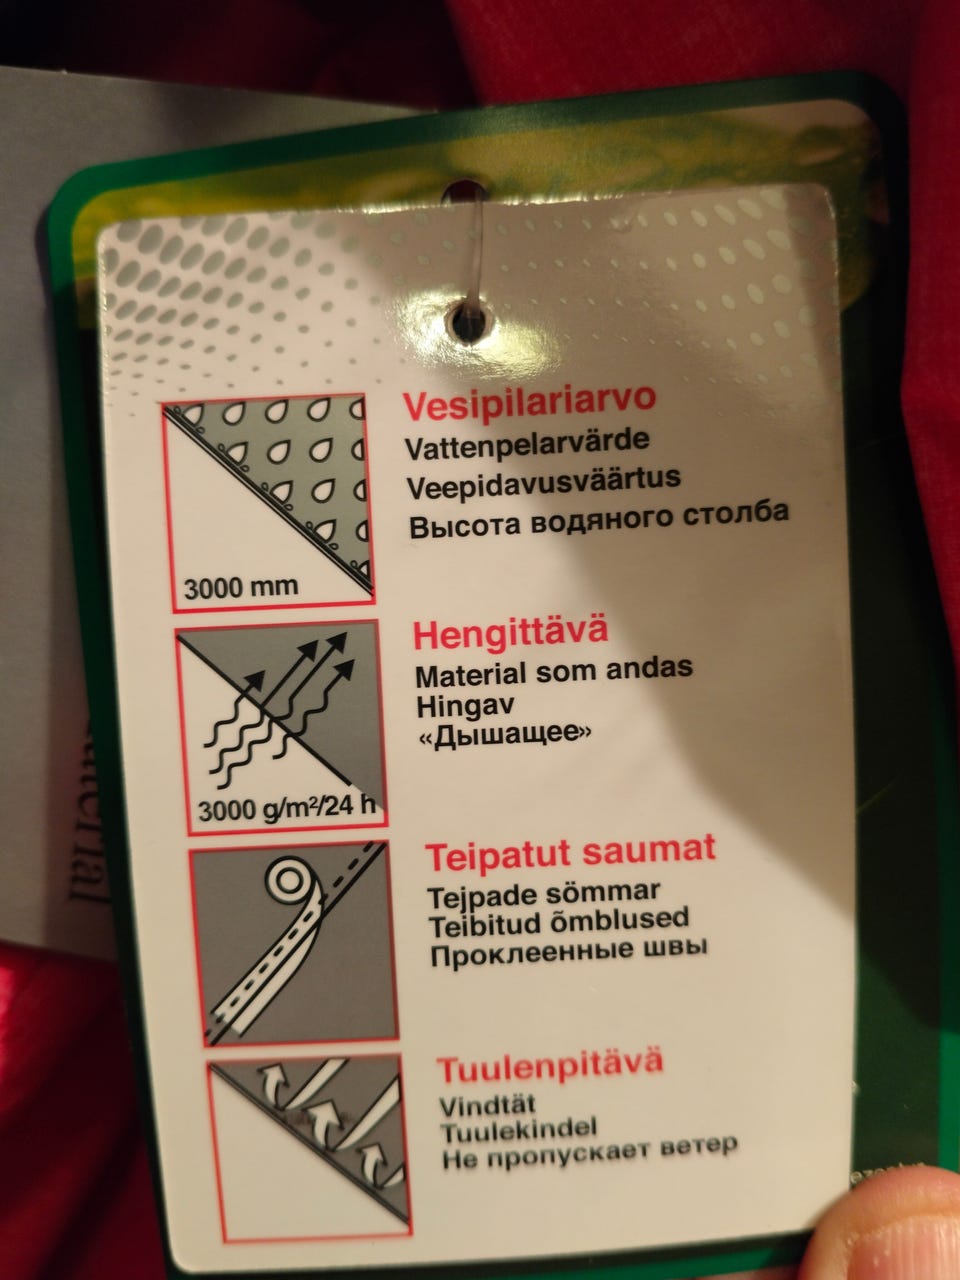 Vesipilariarvo
Vattenpelarvärde
Veepidavusväärtus
Высота водяного столба
3000 mm
Hengittävä
Material som andas
Hingav
«Дышащее»
3000 g/m²/24 h
Teipatut saumat
Tejpade sömmar
Teibitud õmblused
Проклеенные швы
Tuulenpitävä
Vindtät
Tuulekindel
Не пропускает ветер